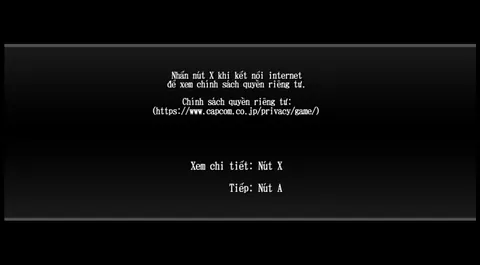 Nhấn nút X khi kết nối internet
để xem chính sách quyền riêng tư.
Chính sách quyền riêng tư:
(https://www.capcom.co.jp/privacy/game/)
Xem chi tiết: Nút X
Tiếp: Nút A